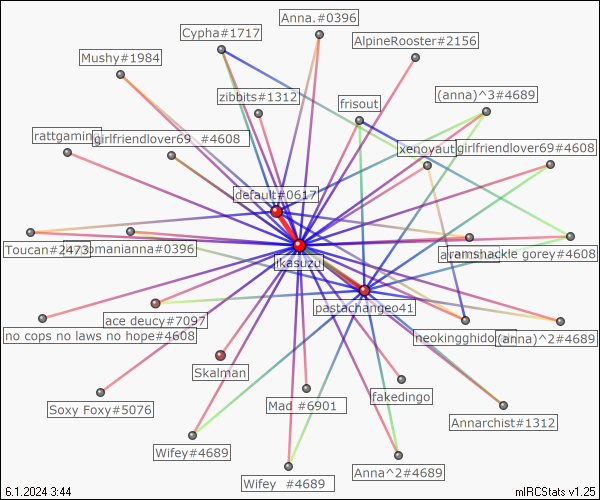 Anna.#0396
Cypha#1717
AlpineRooster#2156
Mushy#1984
zibbits#1312
frisout
(anna)^3#4689
rattgamin
girlfriendlover69_ #4608
xenoyaut
girlfriendlover69#4608
default#0617
Toucan#2473
omanianna#0396
ramshackle gorey#4608
ikasuzu
pastachangeo41
ace deucy#7097
no cops no laws no hope#4608
neokingghido
(anna)^2#4689
Skalman
Soxy Foxy#5076
Mad #6901
fakedingo
Annarchist#1312
Wifey#4689
Wifey_ #4689
Anna^2#4689
6.1.2024 3:44
mIRCStats v1.25